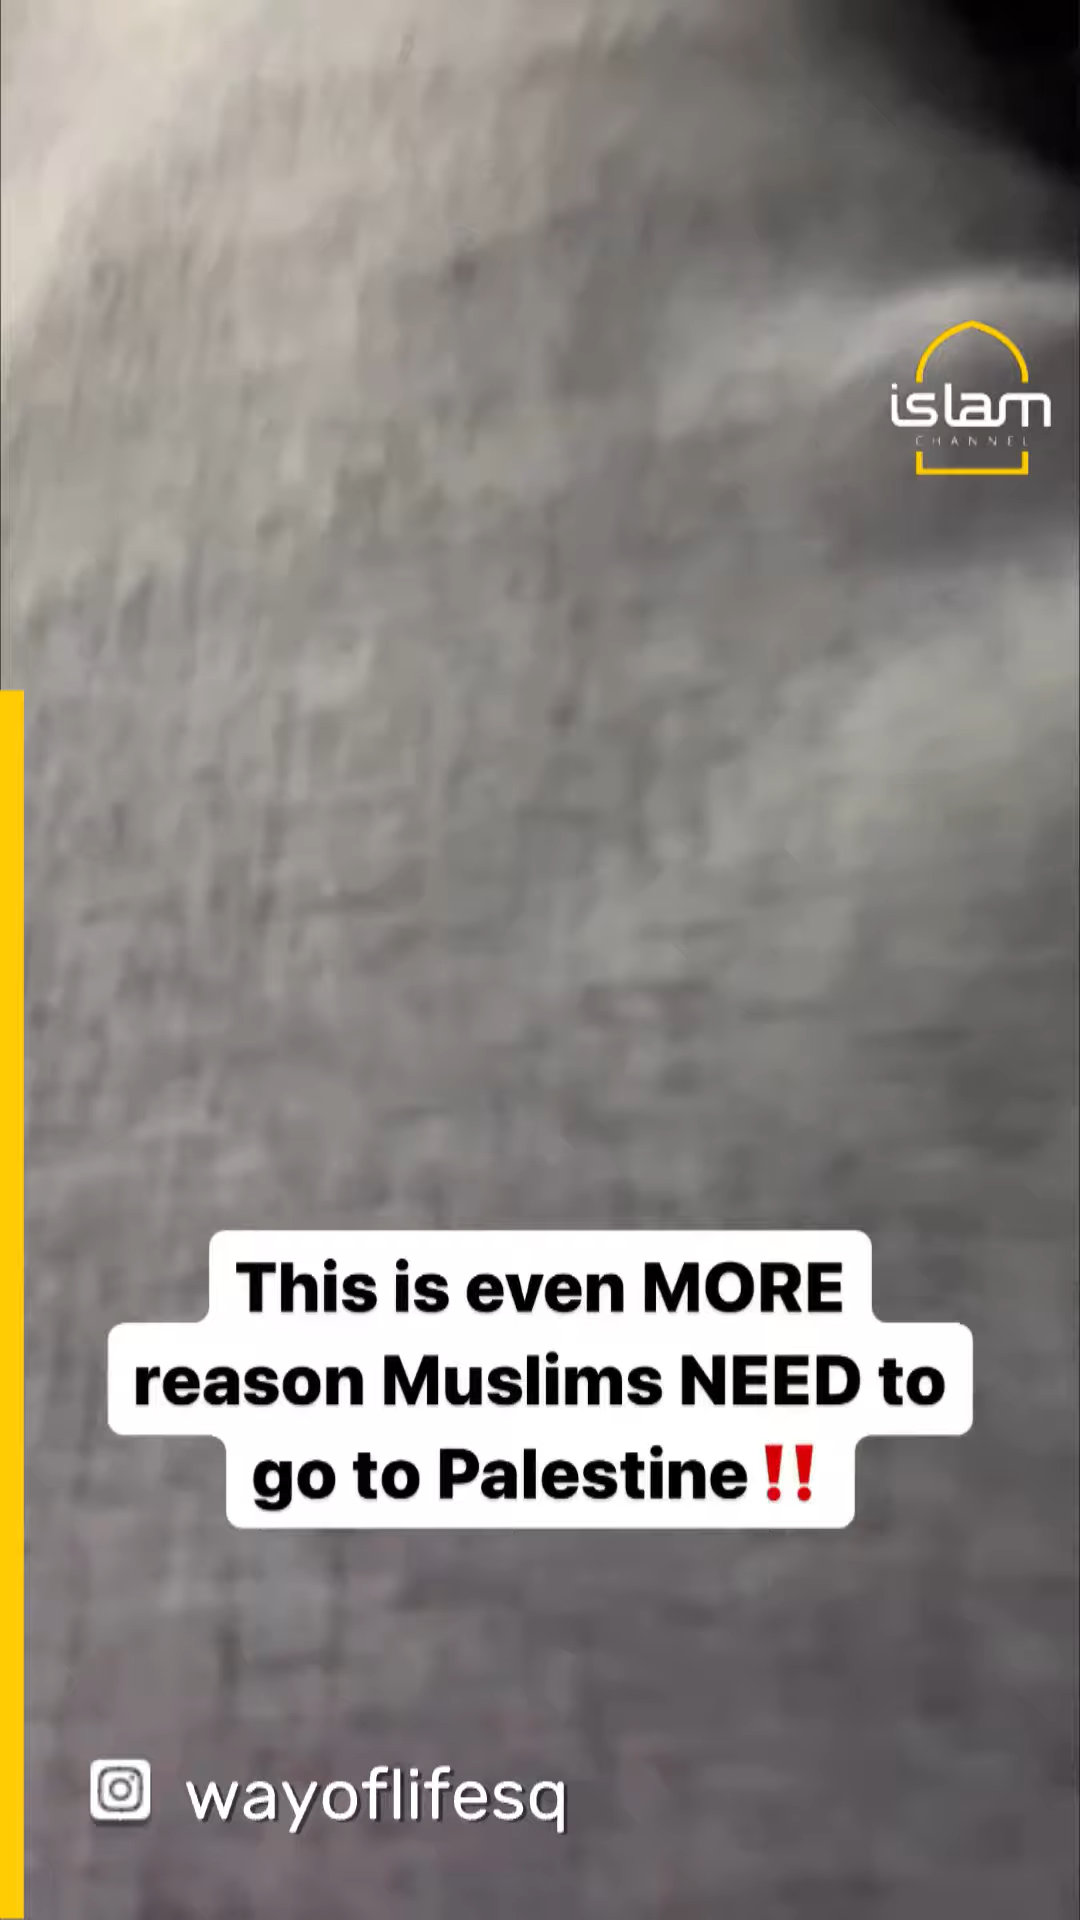 islam
CHANNEL
This is even MORE
reason Muslims NEED to
go to Palestine‼️
wayoflifesq